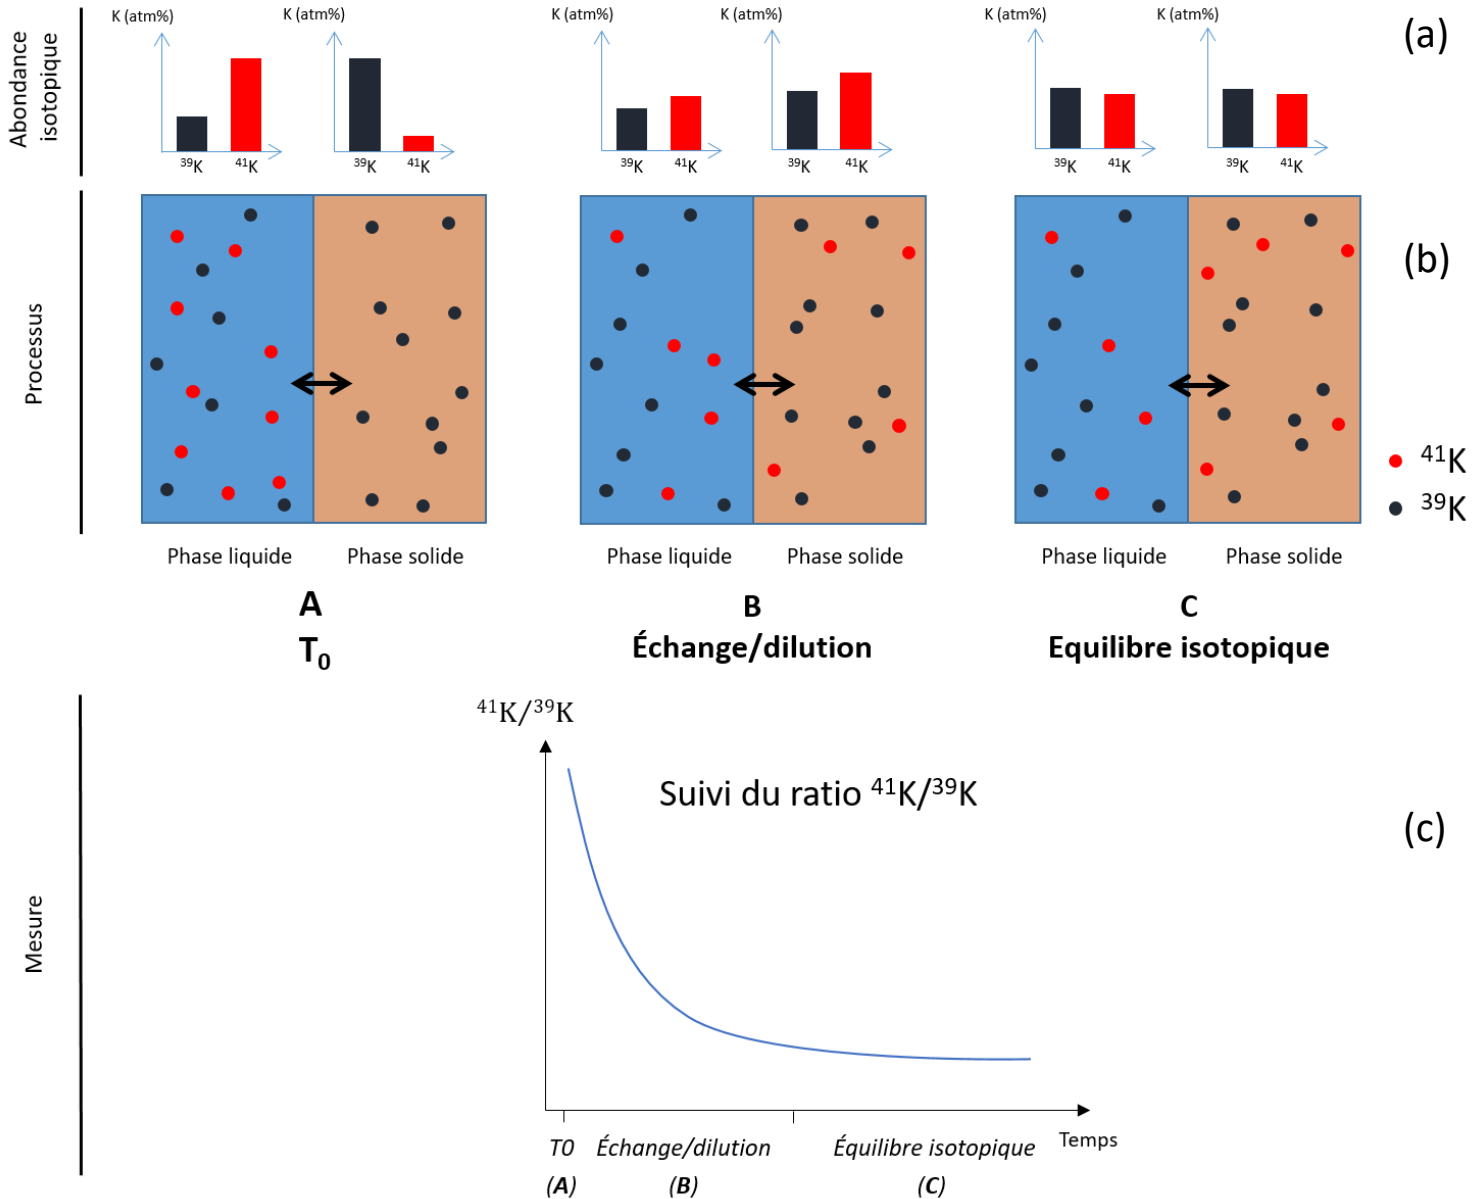 Abondance
isotopique
K (atm%)
K (atm%)
K (atm%)
K (atm%)
K (atm%)
K (atm%)
(a)
³⁹K ⁴¹K
³⁹K ⁴¹K
³⁹K ⁴¹K
³⁹K ⁴¹K
³⁹K ⁴¹K
³⁹K ⁴¹K
Processus
(b)
⁴¹K
³⁹K
Phase liquide Phase solide
Phase liquide Phase solide
Phase liquide Phase solide
A
T₀
B
Échange/dilution
C
Equilibre isotopique
Mesure
⁴¹K/³⁹K
Suivi du ratio ⁴¹K/³⁹K
(c)
Temps
T0 Échange/dilution Équilibre isotopique
(A) (B) (C)